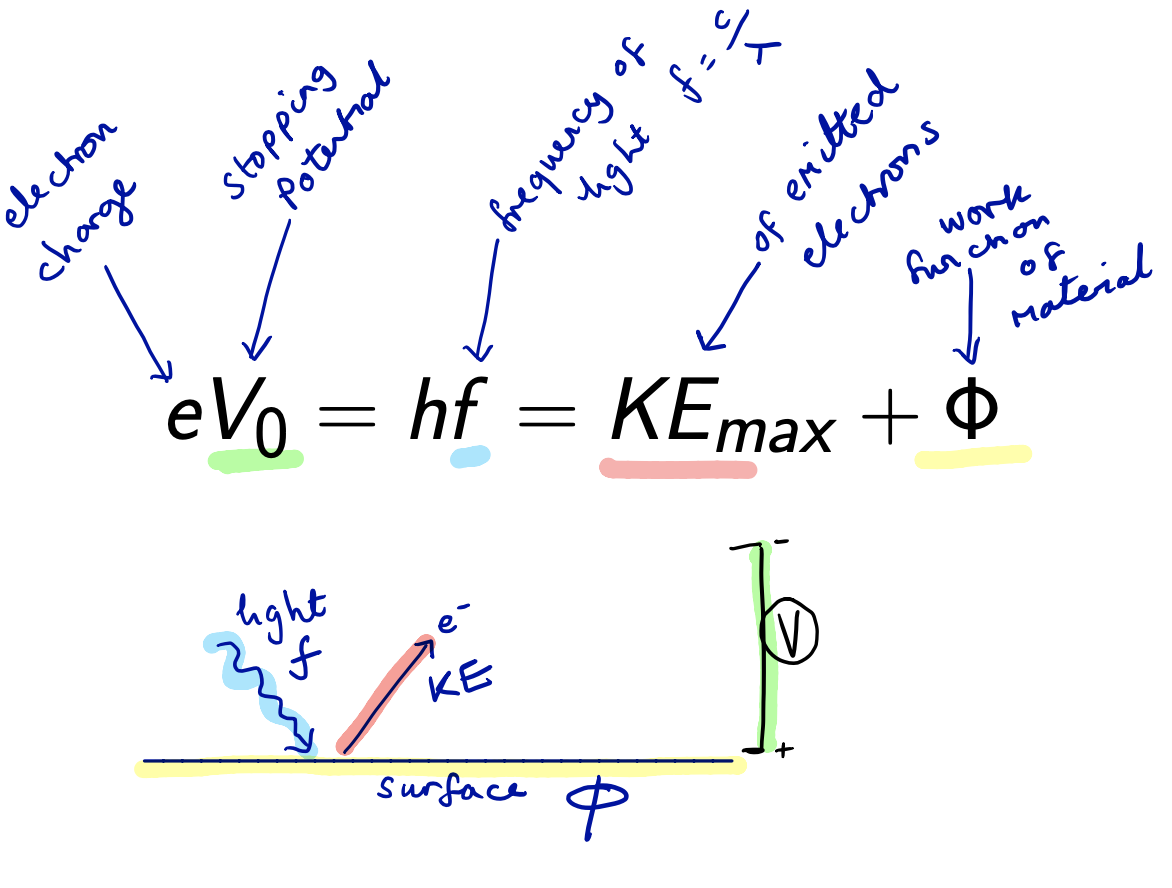 electron
charge
stopping
potential
frequency of
light
f = c/λ
of emitted
electrons
work
function
of
material
eV₀ = hf = KEₘₐₓ + Φ
light
f
e⁻
KE
surface ϕ
-
V
+